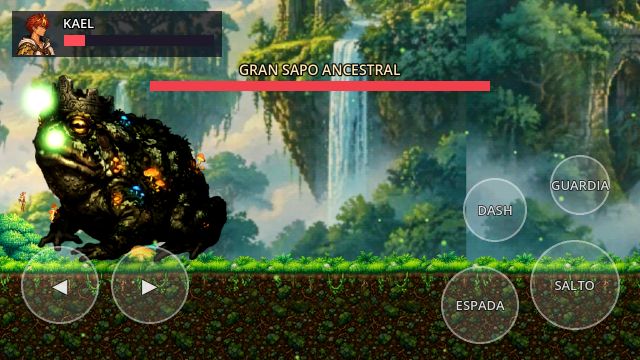 KAEL
GRAN SAPO ANCESTRAL
GUARDIA
DASH
SALTO
ESPADA